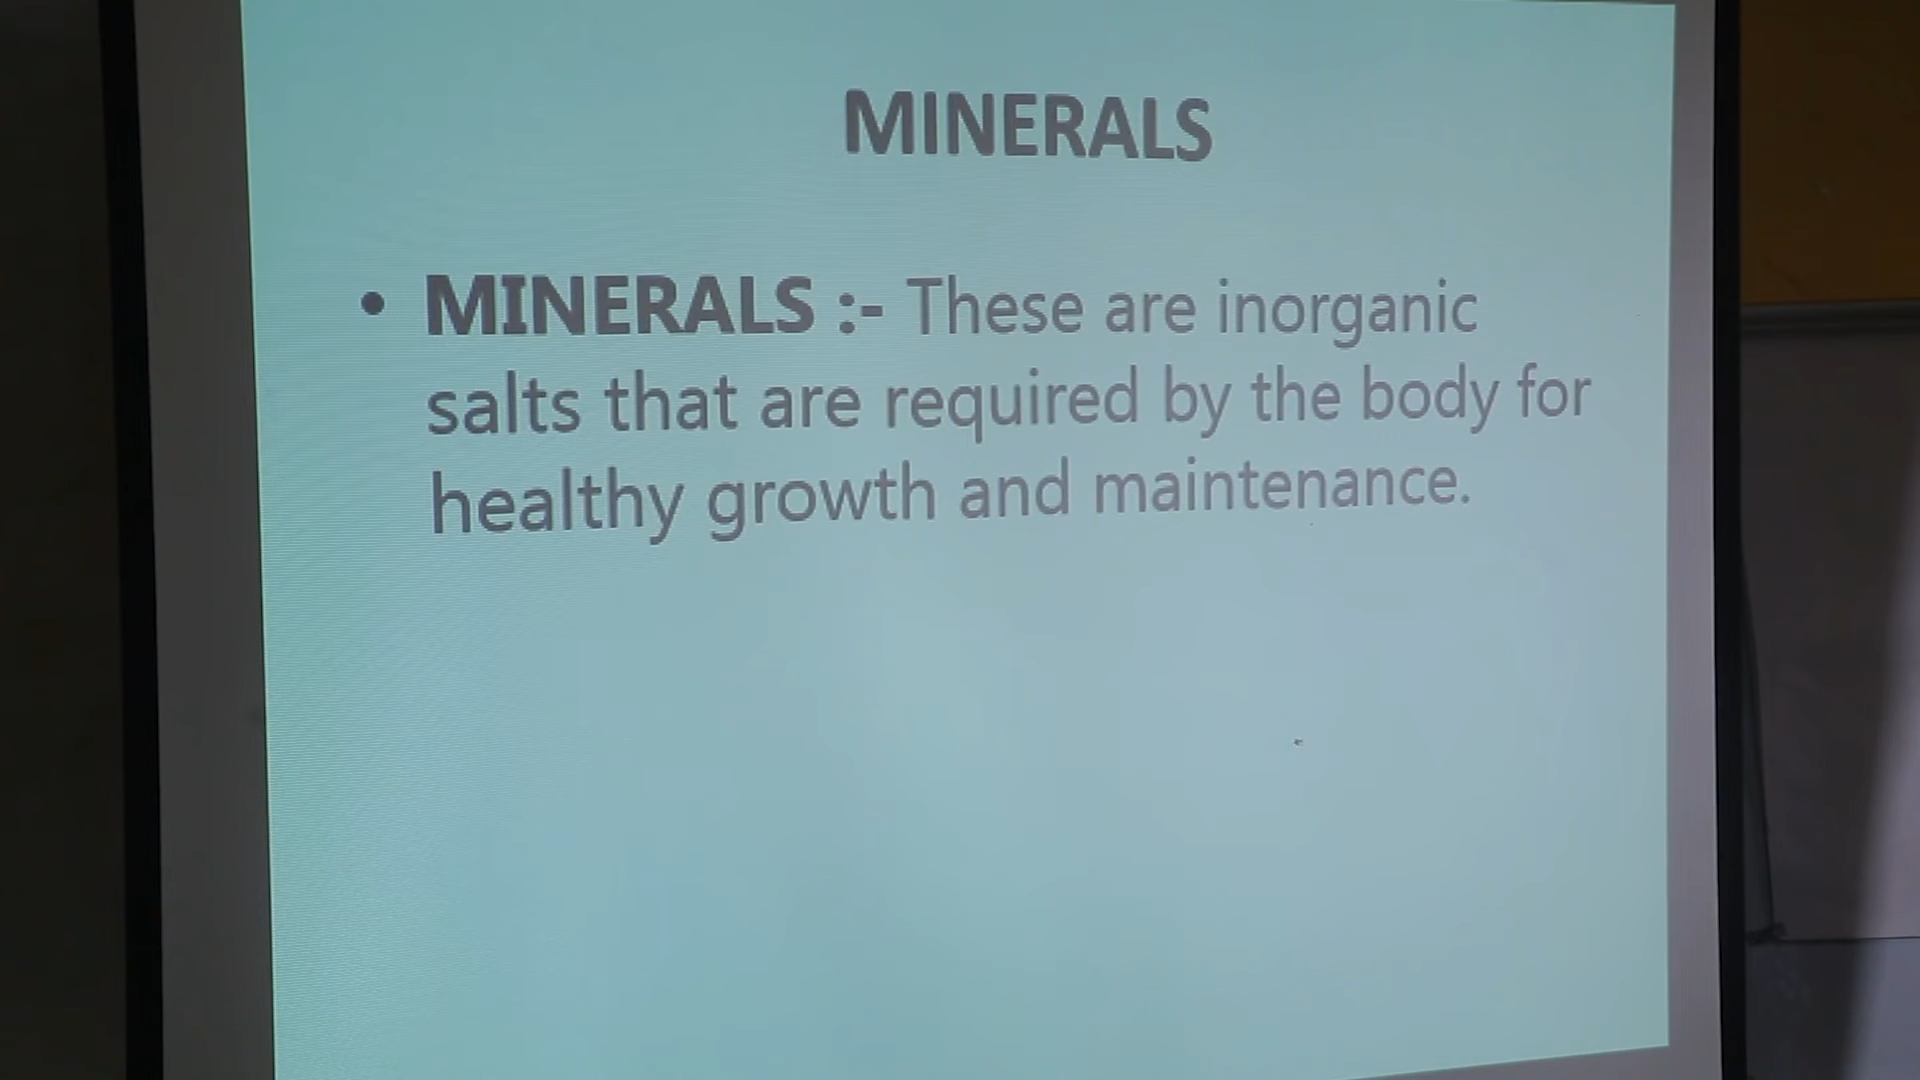 MINERALS
• MINERALS :- These are inorganic
salts that are required by the body for
healthy growth and maintenance.